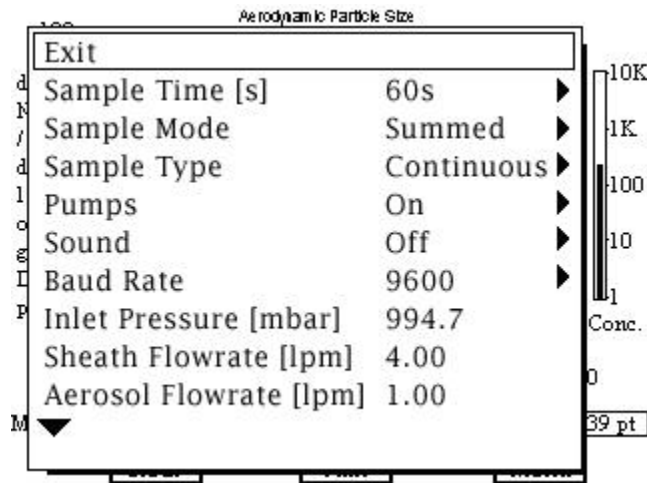 Aerodynamic Particle Size
Exit
Sample Time [s] 60s
Sample Mode Summed
Sample Type Continuous
Pumps On
Sound Off
Baud Rate 9600
Inlet Pressure [mbar] 994.7
Sheath Flowrate [lpm] 4.00
Aerosol Flowrate [lpm] 1.00
10K
1K
100
10
1
Conc.
39 pt